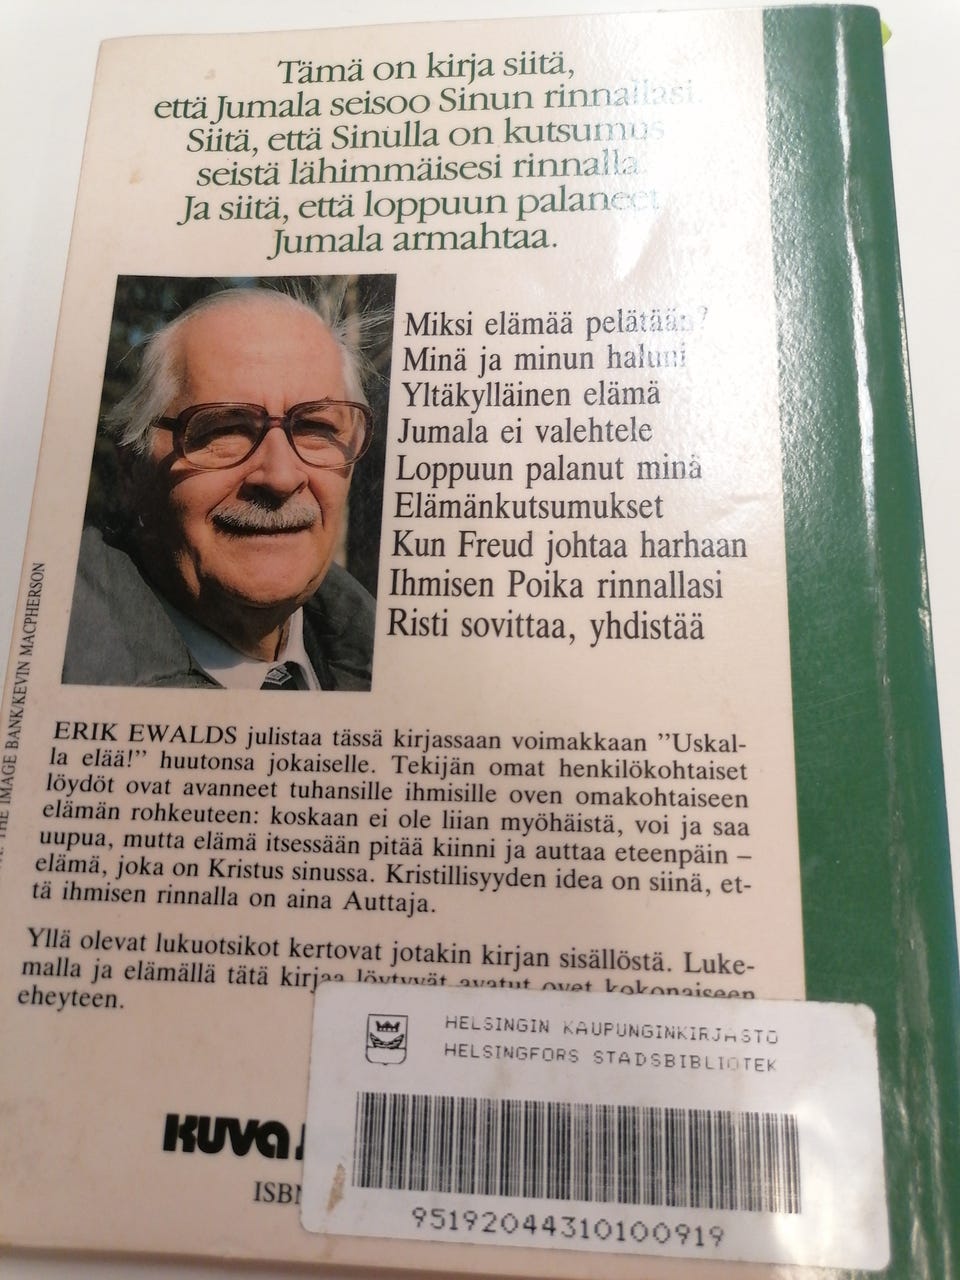 Tämä on kirja siitä,
että Jumala seisoo Sinun rinnallasi.
Siitä, että Sinulla on kutsumus
seistä lähimmäisesi rinnalla.
Ja siitä, että loppuun palaneet
Jumala armahtaa.
Miksi elämää pelätään?
Minä ja minun haluni
Yltäkylläinen elämä
Jumala ei valehtele
Loppuun palanut minä
Elämänkutsumukset
Kun Freud johtaa harhaan
Ihmisen Poika rinnallasi
Risti sovittaa, yhdistää
THE IMAGE BANK/KEVIN MACPHERSON
ERIK EWALDS julistaa tässä kirjassaan voimakkaan ”Uskal-
la elää!” huutonsa jokaiselle. Tekijän omat henkilökohtaiset
löydöt ovat avanneet tuhansille ihmisille oven omakohtaiseen
elämän rohkeuteen: koskaan ei ole liian myöhäistä, voi ja saa
uupua, mutta elämä itsessään pitää kiinni ja auttaa eteenpäin –
elämä, joka on Kristus sinussa. Kristillisyyden idea on siinä, et-
tä ihmisen rinnalla on aina Auttaja.
Yllä olevat lukuotsikot kertovat jotakin kirjan sisällöstä. Luke-
malla ja elämällä tätä kirjaa löytyvät avatut ovet kokonaiseen
eheyteen.
HELSINGIN KAUPUNGINKIRJASTO
HELSINGFORS STADSBIBLIOTEK
KUVA
ISBN
95192044310100919